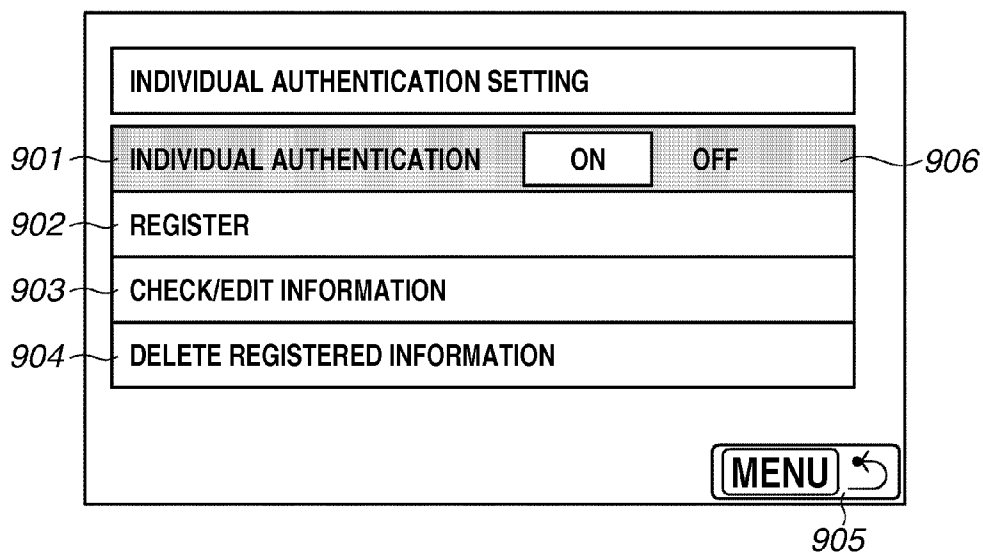 INDIVIDUAL AUTHENTICATION SETTING
901 INDIVIDUAL AUTHENTICATION ON OFF 906
902 REGISTER
903 CHECK/EDIT INFORMATION
904 DELETE REGISTERED INFORMATION
MENU
905